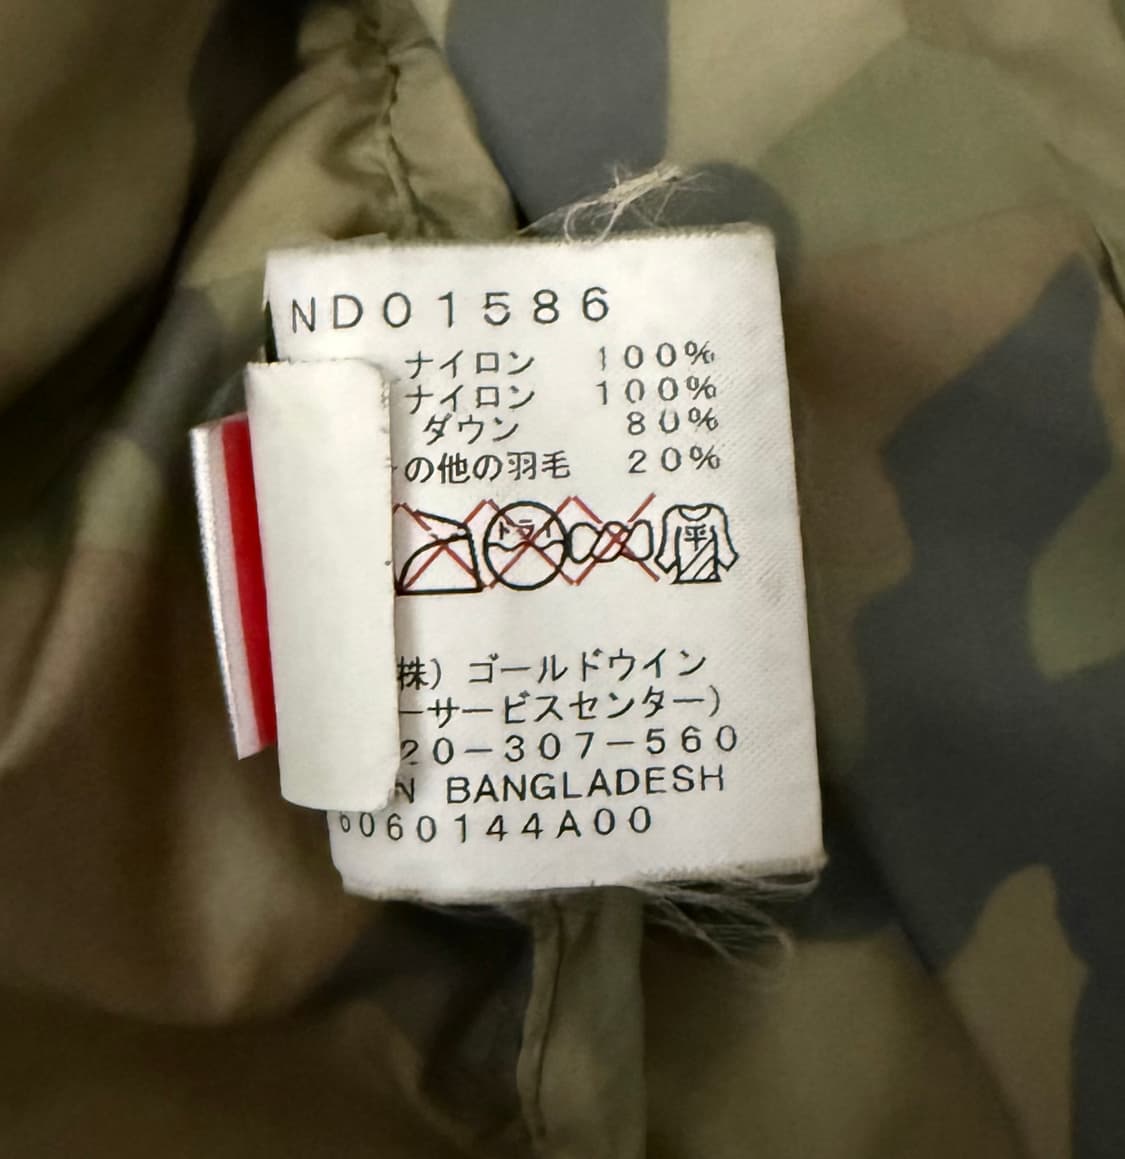 ND01586
ナイロン 100%
ナイロン 100%
ダウン 80%
の他の羽毛 20%
ドライ 平
株）ゴールドウイン
ーサービスセンター）
20-307-560
N BANGLADESH
6060144A00